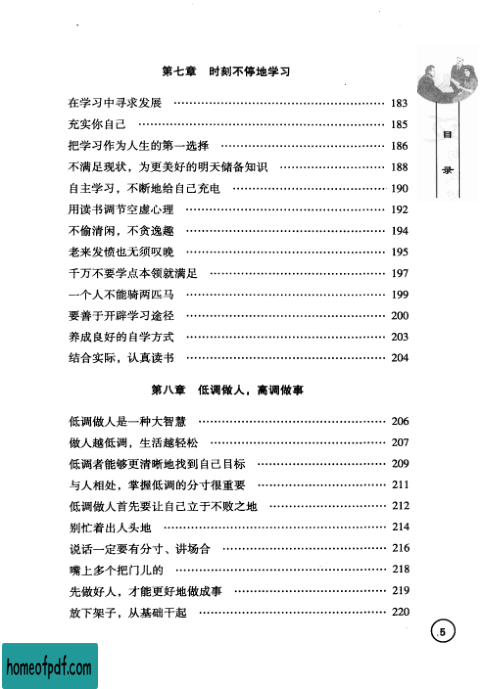 第七章 时刻不停地学习
在学习中寻求发展 ………………………………… 183
充实你自己 ………………………………… 185
把学习作为人生的第一选择 ………………………………… 186
不满足现状，为更美好的明天储备知识 ………………………………… 188
自主学习，不断地给自己充电 ………………………………… 190
用读书调节空虚心理 ………………………………… 192
不偷清闲，不贪逸趣 ………………………………… 194
老来发愤也无须叹晚 ………………………………… 195
千万不要学点本领就满足 ………………………………… 197
一个人不能骑两匹马 ………………………………… 199
要善于开辟学习途径 ………………………………… 200
养成良好的自学方式 ………………………………… 203
结合实际，认真读书 ………………………………… 204
第八章 低调做人，高调做事
低调做人是一种大智慧 ………………………………… 206
做人越低调，生活越轻松 ………………………………… 207
低调者能够更清晰地找到自己目标 ………………………………… 209
与人相处，掌握低调的分寸很重要 ………………………………… 211
低调做人首先要让自己立于不败之地 ………………………………… 212
别忙着出人头地 ………………………………… 214
说话一定要有分寸、讲场合 ………………………………… 216
嘴上多个把门儿的 ………………………………… 218
先做好人，才能更好地做成事 ………………………………… 219
放下架子，从基础干起 ………………………………… 220
目录
5
homeofpdf.com